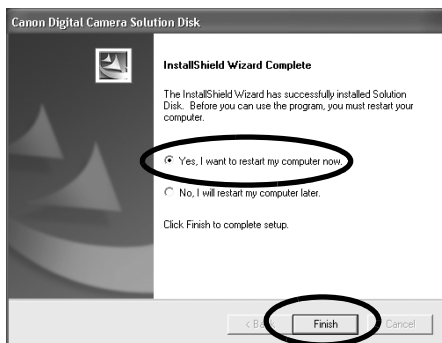 Canon Digital Camera Solution Disk
InstallShield Wizard Complete
The InstallShield Wizard has successfully installed Solution
Disk. Before you can use the program, you must restart your
computer.
Yes, I want to restart my computer now.
No, I will restart my computer later.
Click Finish to complete setup.
Finish Cancel